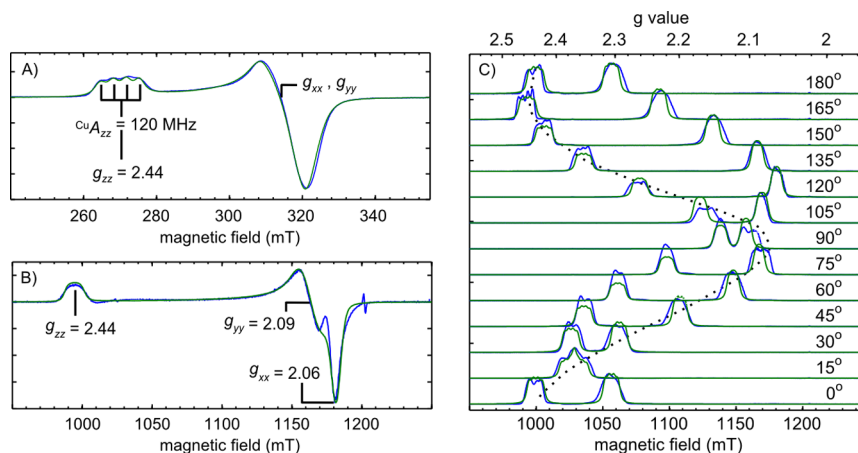 A)
g_xx , g_yy
^Cu A_zz = 120 MHz
g_zz = 2.44
260 280 300 320 340
magnetic field (mT)
B)
g_zz = 2.44
g_yy = 2.09
g_xx = 2.06
1000 1050 1100 1150 1200
magnetic field (mT)
g value
2.5 2.4 2.3 2.2 2.1 2
C)
180°
165°
150°
135°
120°
105°
90°
75°
60°
45°
30°
15°
0°
1000 1050 1100 1150 1200
magnetic field (mT)